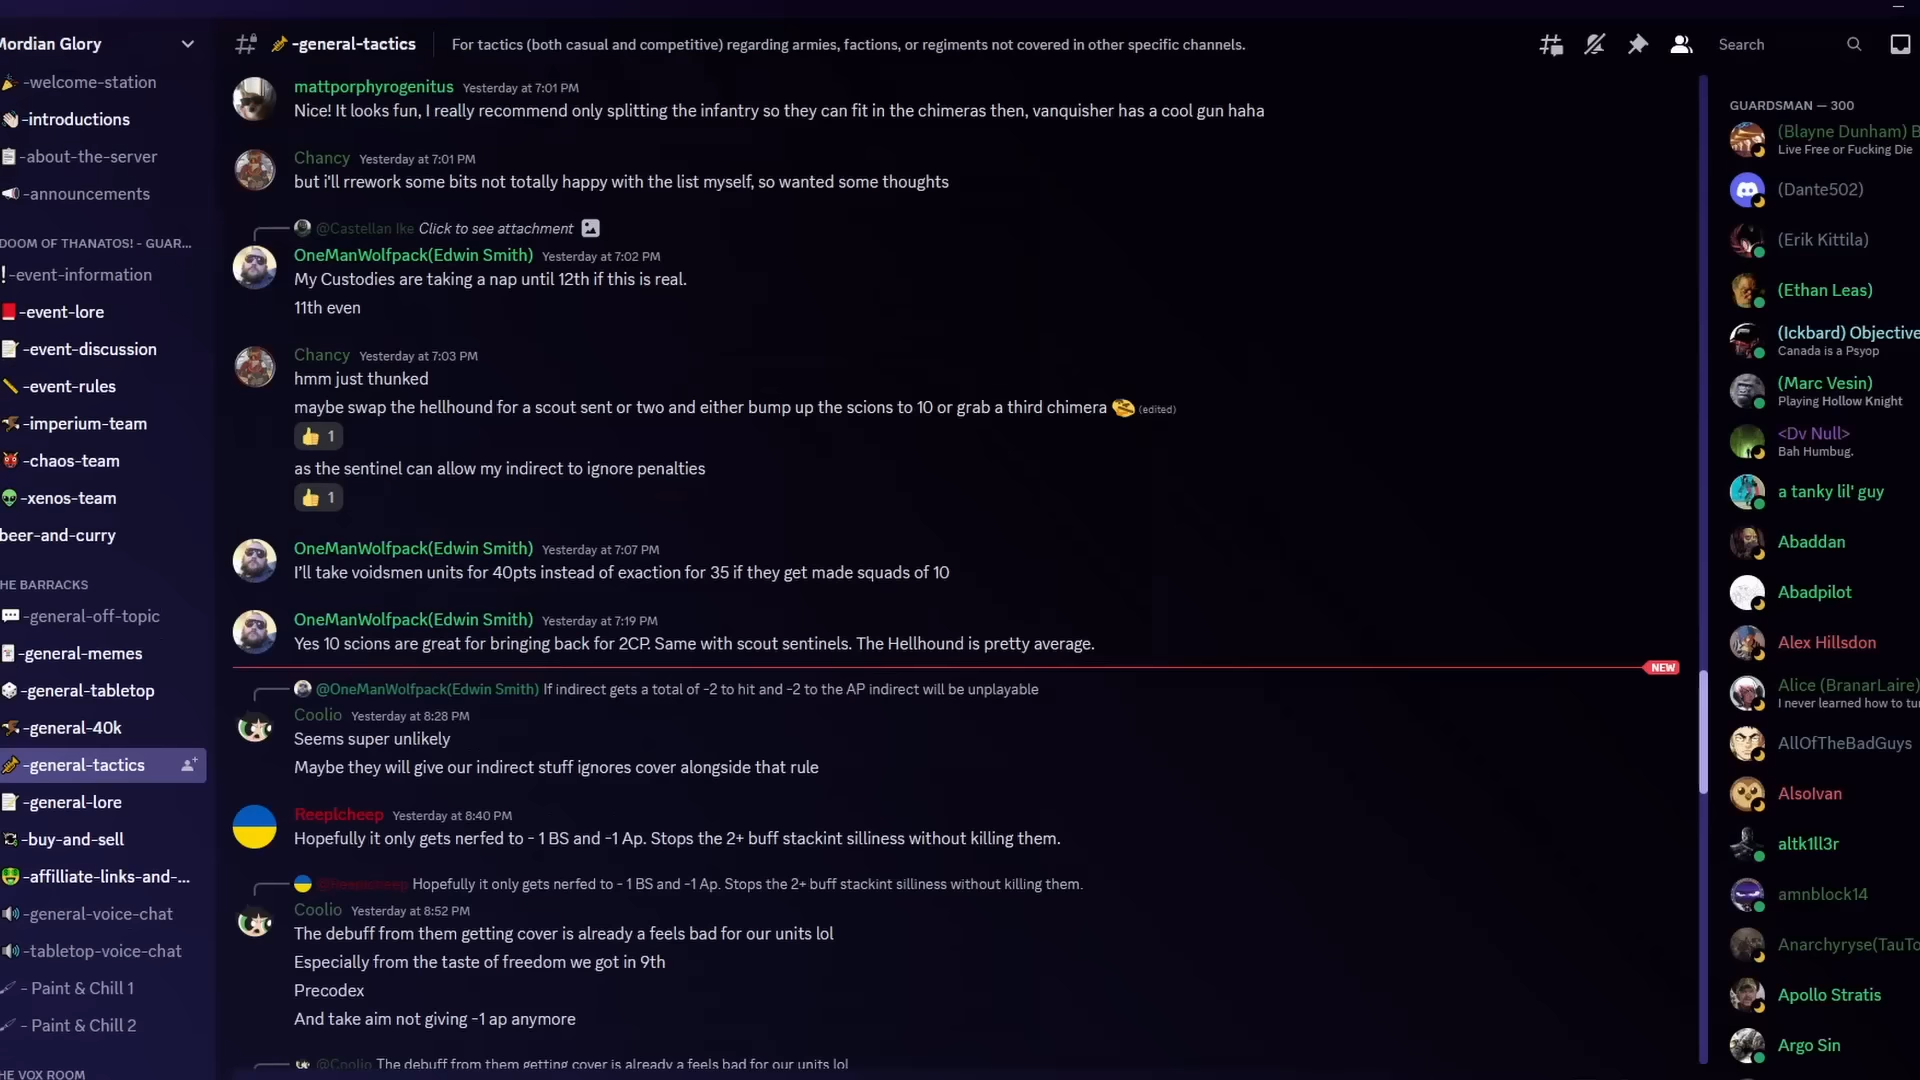 Mordian Glory
-welcome-station
-introductions
-about-the-server
-announcements
DOOM OF THANATOS! - GUAR...
-event-information
-event-lore
-event-discussion
-event-rules
-imperium-team
-chaos-team
-xenos-team
beer-and-curry
HE BARRACKS
-general-off-topic
-general-memes
-general-tabletop
-general-40k
-general-tactics
-general-lore
-buy-and-sell
-affilliate-links-and-...
-general-voice-chat
-tabletop-voice-chat
- Paint & Chill 1
- Paint & Chill 2
HE VOX ROOM
-general-tactics
For tactics (both casual and competitive) regarding armies, factions, or regiments not covered in other specific channels.
Search
mattporphyrogenitus Yesterday at 7:01 PM
Nice! It looks fun, I really recommend only splitting the infantry so they can fit in the chimeras then, vanquisher has a cool gun haha
Chancy Yesterday at 7:01 PM
but i'll rrework some bits not totally happy with the list myself, so wanted some thoughts
@Castellan Ike Click to see attachment
OneManWolfpack(Edwin Smith) Yesterday at 7:02 PM
My Custodies are taking a nap until 12th if this is real.
11th even
Chancy Yesterday at 7:03 PM
hmm just thunked
maybe swap the hellhound for a scout sent or two and either bump up the scions to 10 or grab a third chimera (edited)
1
as the sentinel can allow my indirect to ignore penalties
1
OneManWolfpack(Edwin Smith) Yesterday at 7:07 PM
I'll take voidsmen units for 40pts instead of exaction for 35 if they get made squads of 10
OneManWolfpack(Edwin Smith) Yesterday at 7:19 PM
Yes 10 scions are great for bringing back for 2CP. Same with scout sentinels. The Hellhound is pretty average.
NEW
@OneManWolfpack(Edwin Smith) If indirect gets a total of -2 to hit and -2 to the AP indirect will be unplayable
Coolio Yesterday at 8:28 PM
Seems super unlikely
Maybe they will give our indirect stuff ignores cover alongside that rule
Reeplcheep Yesterday at 8:40 PM
Hopefully it only gets nerfed to - 1 BS and -1 Ap. Stops the 2+ buff stackint silliness without killing them.
@Reeplcheep Hopefully it only gets nerfed to - 1 BS and -1 Ap. Stops the 2+ buff stackint silliness without killing them.
Coolio Yesterday at 8:52 PM
The debuff from them getting cover is already a feels bad for our units lol
Especially from the taste of freedom we got in 9th
Precodex
And take aim not giving -1 ap anymore
@Coolio The debuff from them getting cover is already a feels bad for our units lol
GUARDSMAN — 300
(Blayne Dunham) B
Live Free or Fucking Die
(Dante502)
(Erik Kittila)
(Ethan Leas)
(Ickbard) Objective
Canada is a Psyop
(Marc Vesin)
Playing Hollow Knight
<Dv Null>
Bah Humbug.
a tanky lil' guy
Abaddan
Abadpilot
Alex Hillsdon
Alice (BranarLaire)
I never learned how to tu
AllOfTheBadGuys
Alsolvan
altk1ll3r
amnblock14
Anarchyryse(TauTo
Apollo Stratis
Argo Sin